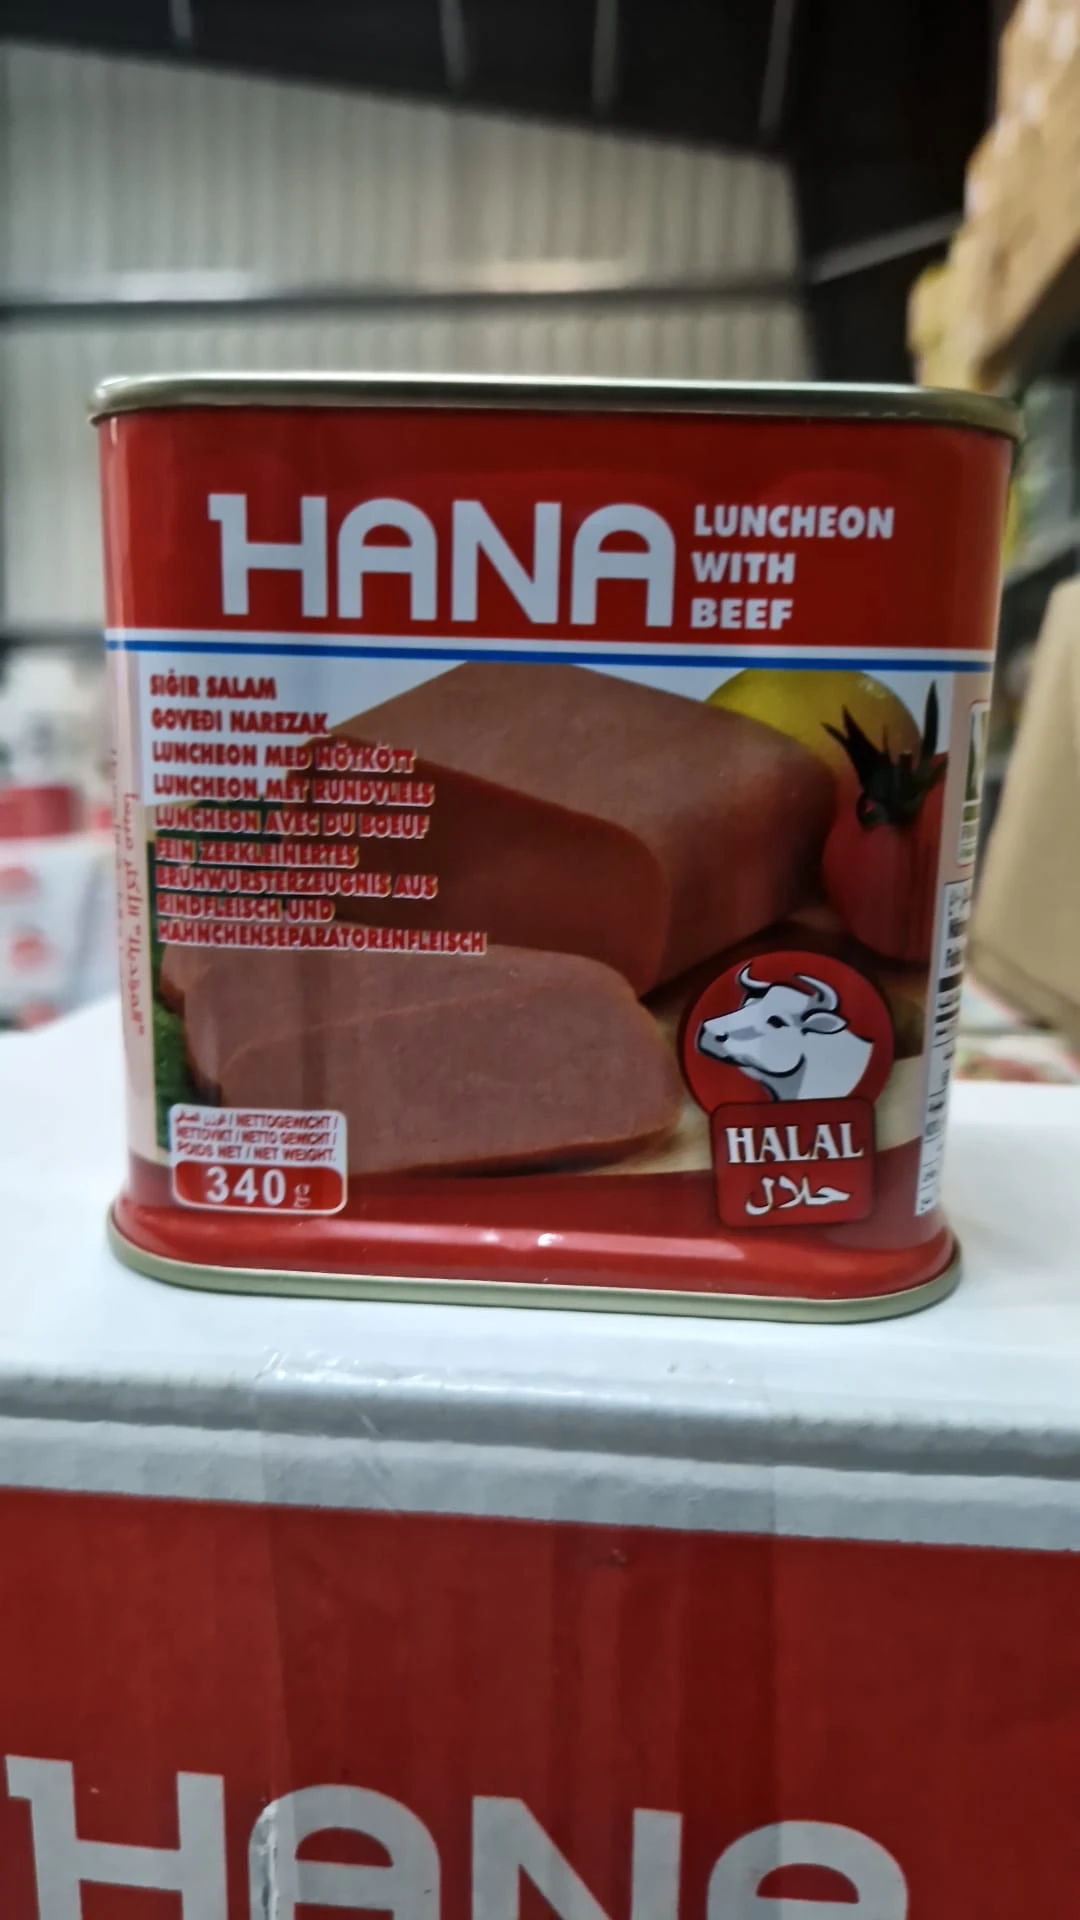 HANA
LUNCHEON
WITH
BEEF
SIĞIR SALAM
GOVEĐI NAREZAK
LUNCHEON MED NÖTKÖTT
LUNCHEON MET RUNDVLEES
LUNCHEON AVEC DU BOEUF
FEIN ZERKLEINERTES
BRÜHWURSTERZEUGNIS AUS
RINDFLEISCH UND
HÄHNCHENSEPARATORENFLEISCH
/ NETTOGEWICHT /
NETTOVIKT / NETTO GEWICHT /
POIDS NET / NET WEIGHT.
340 g
HALAL
حلال
HANA